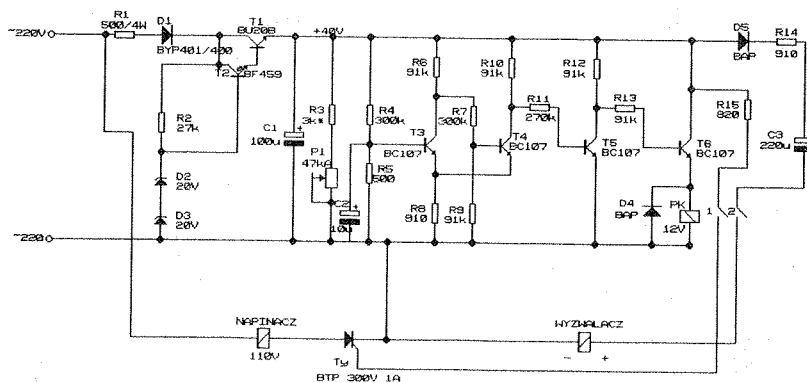 R1
500/4W
D1
T1
BU208
D5
~220V
+40V
BYP401/400
BAP
R14
910
T2
BF459
R6
91k
R10
91k
R12
91k
R2
27k
R3
3k*
R4
300k
R7
300k
R11
270k
R13
91k
R15
820
C1
100u
T3
BC107
T4
BC107
T5
BC107
T6
BC107
C3
220u
P1
47kA
R5
500
D2
20V
D3
20V
C2
10u
R8
910
R9
91k
D4
BAP
PK
12V
1
2
~220
NAPINACZ
110V
Ty
BTP 300V 1A
WYZWALACZ
- +